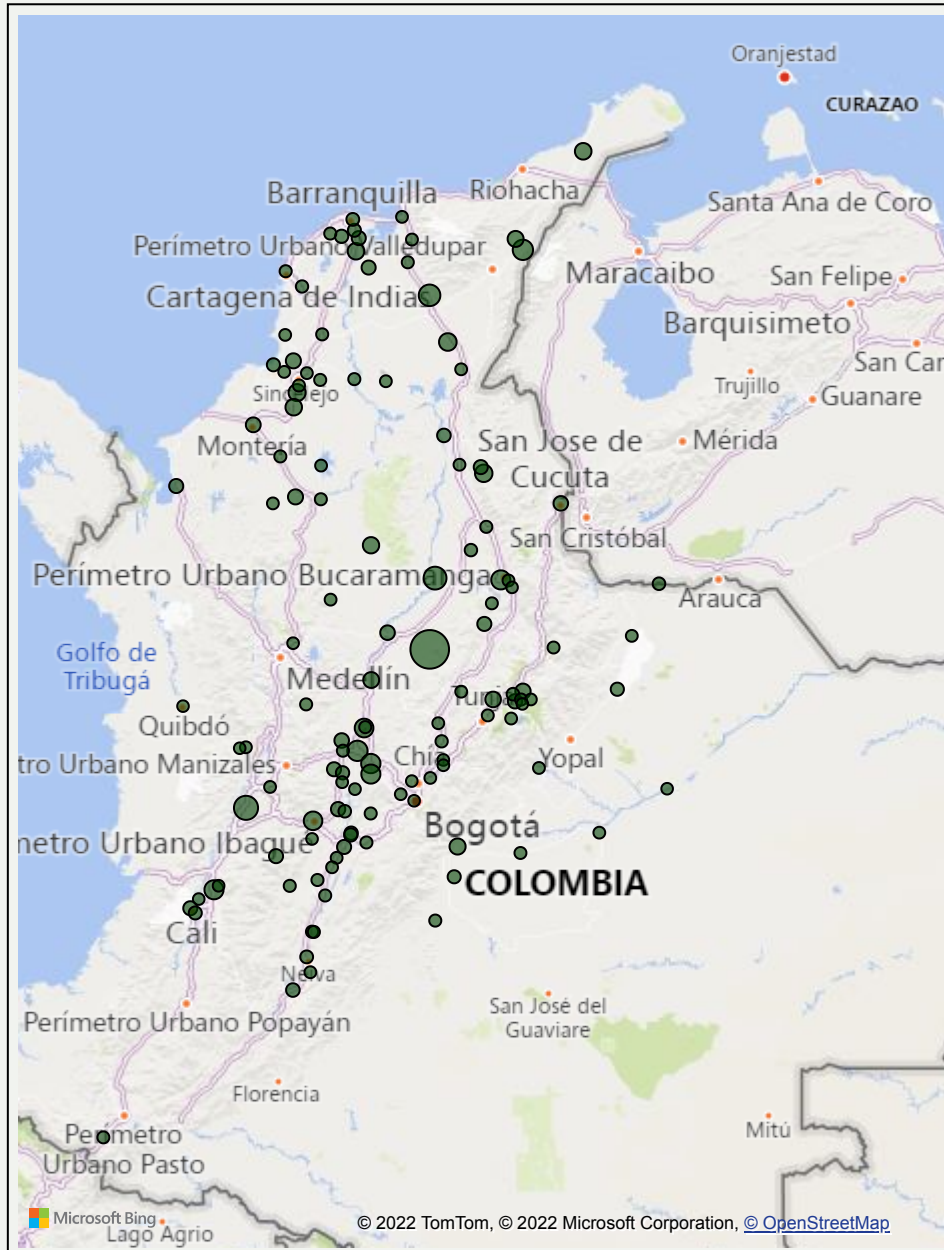 Oranjestad
CURAZAO
Riohacha
Barranquilla
Santa Ana de Coro
Perímetro Urbano Valledupar
Maracaibo
San Felipe
Cartagena de Indias
Barquisimeto
San Car
Trujillo
Guanare
Sincelejo
Montería
Mérida
San Jose de
Cucuta
San Cristóbal
Perímetro Urbano Bucaramanga
Arauca
Golfo de
Tribugá
Medellín
Tunja
Quibdó
Yopal
Chía
tro Urbano Manizales
Bogotá
metro Urbano Ibagué
COLOMBIA
Cali
Neiva
San José del
Guaviare
Perímetro Urbano Popayán
Florencia
Mitú
Perímetro
Urbano Pasto
Microsoft Bing
Lago Agrio
© 2022 TomTom, © 2022 Microsoft Corporation, © OpenStreetMap